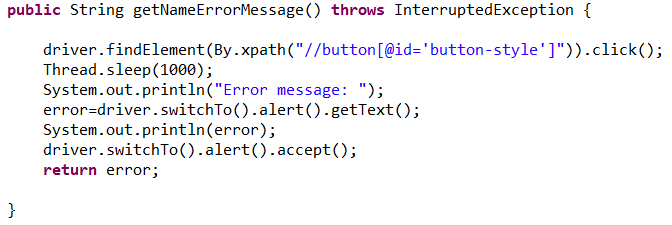 public String getNameErrorMessage() throws InterruptedException {
driver.findElement(By.xpath("//button[@id='button-style']")).click();
Thread.sleep(1000);
System.out.println("Error message: ");
error=driver.switchTo().alert().getText();
System.out.println(error);
driver.switchTo().alert().accept();
return error;
}